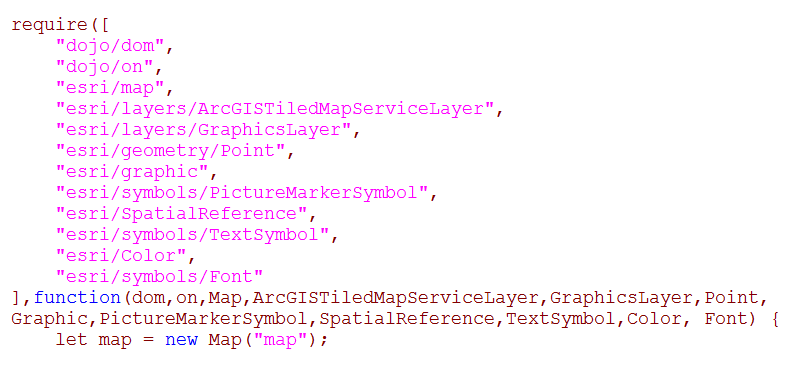 require([
    "dojo/dom",
    "dojo/on",
    "esri/map",
    "esri/layers/ArcGISTiledMapServiceLayer",
    "esri/layers/GraphicsLayer",
    "esri/geometry/Point",
    "esri/graphic",
    "esri/symbols/PictureMarkerSymbol",
    "esri/SpatialReference",
    "esri/symbols/TextSymbol",
    "esri/Color",
    "esri/symbols/Font"
],function(dom,on,Map,ArcGISTiledMapServiceLayer,GraphicsLayer,Point,
Graphic,PictureMarkerSymbol,SpatialReference,TextSymbol,Color, Font) {
    let map = new Map("map");